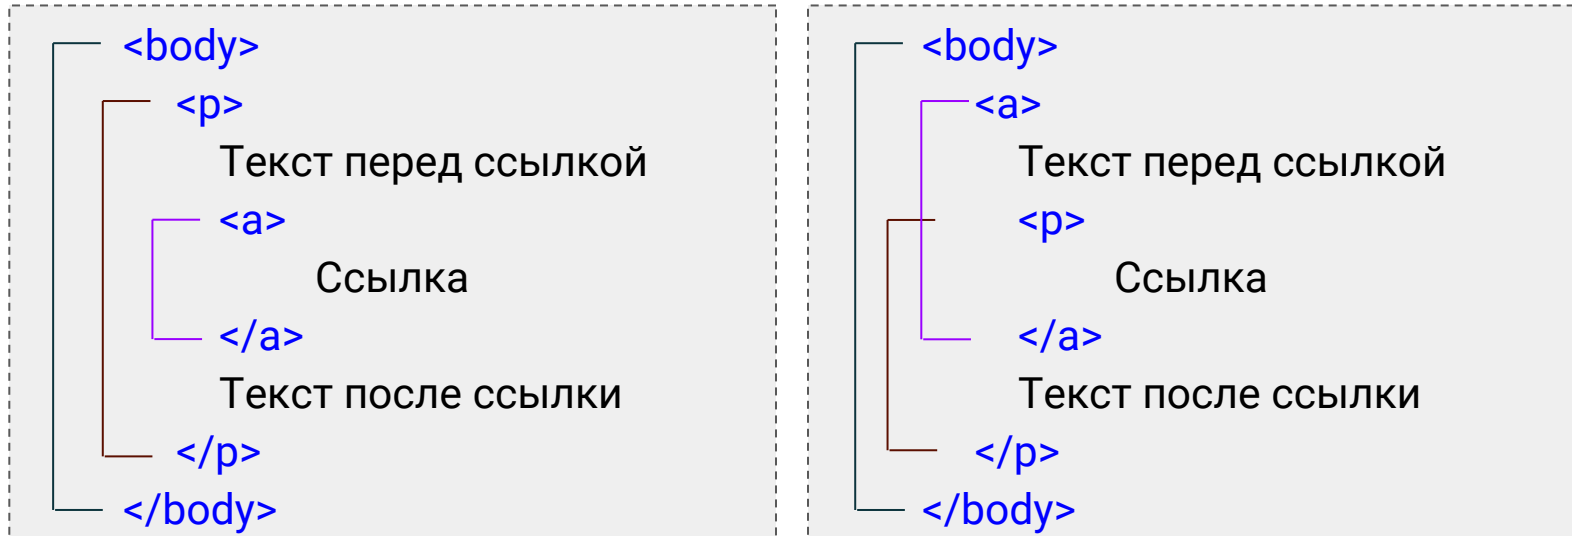 <body>
<p>
Текст перед ссылкой
<a>
Ссылка
</a>
Текст после ссылки
</p>
</body>
<body>
<a>
Текст перед ссылкой
<p>
Ссылка
</a>
Текст после ссылки
</p>
</body>